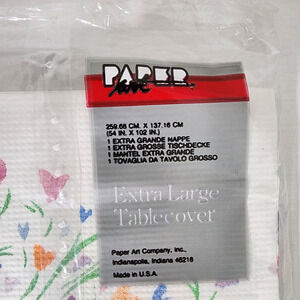 PAPER
art
259.68 CM. X 137.16 CM
(54 IN. X 102 IN.)
1 EXTRA GRANDE NAPPE
1 EXTRA GROSSE TISCHDECKE
1 MANTEL EXTRA GRANDE
1 TOVAGLIA DA TAVOLO GROSSO
Extra Large
Tablecover
Paper Art Company, Inc.,
Indianapolis, Indiana 46218
Made in U.S.A.